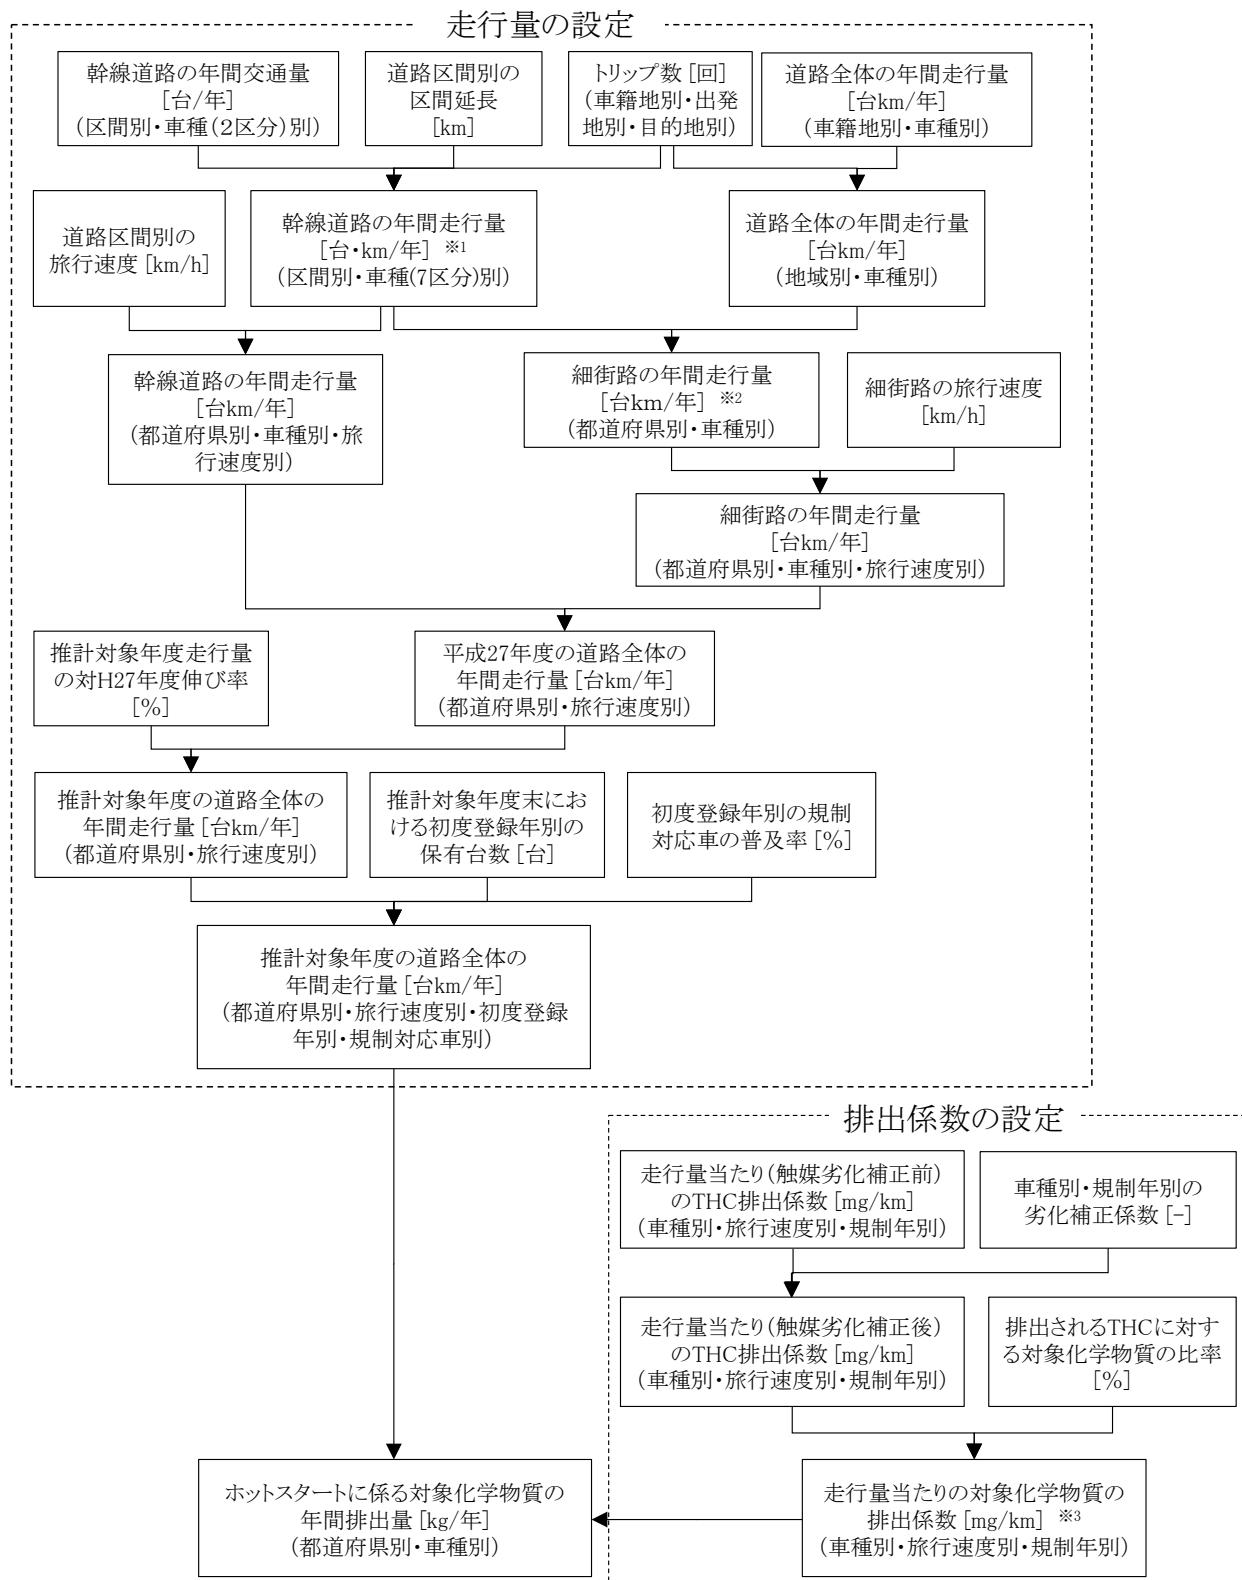 走行量の設定
幹線道路の年間交通量
[台/年]
(区間別・車種(2区分)別)
道路区間別の
区間延長
[km]
トリップ数[回]
(車籍地別・出発
地別・目的地別)
道路全体の年間走行量
[台km/年]
(車籍地別・車種別)
道路区間別の
旅行速度[km/h]
幹線道路の年間走行量
[台・km/年] ※1
(区間別・車種(7区分)別)
道路全体の年間走行量
[台km/年]
(地域別・車種別)
幹線道路の年間走行量
[台km/年]
(都道府県別・車種別・旅
行速度別)
細街路の年間走行量
[台km/年] ※2
(都道府県別・車種別)
細街路の旅行速度
[km/h]
細街路の年間走行量
[台km/年]
(都道府県別・車種別・旅行速度別)
推計対象年度走行量
の対H27年度伸び率
[%]
平成27年度の道路全体の
年間走行量[台km/年]
(都道府県別・旅行速度別)
推計対象年度の道路全体の
年間走行量[台km/年]
(都道府県別・旅行速度別)
推計対象年度末にお
ける初度登録年別の
保有台数[台]
初度登録年別の規制
対応車の普及率[%]
推計対象年度の道路全体の
年間走行量[台km/年]
(都道府県別・旅行速度別・初度登録
年別・規制対応車別)
排出係数の設定
走行量当たり(触媒劣化補正前)
のTHC排出係数[mg/km]
(車種別・旅行速度別・規制年別)
車種別・規制年別の
劣化補正係数[-]
走行量当たり(触媒劣化補正後)
のTHC排出係数[mg/km]
(車種別・旅行速度別・規制年別)
排出されるTHCに対す
る対象化学物質の比率
[%]
ホットスタートに係る対象化学物質の
年間排出量[kg/年]
(都道府県別・車種別)
走行量当たりの対象化学物質の
排出係数[mg/km] ※3
(車種別・旅行速度別・規制年別)